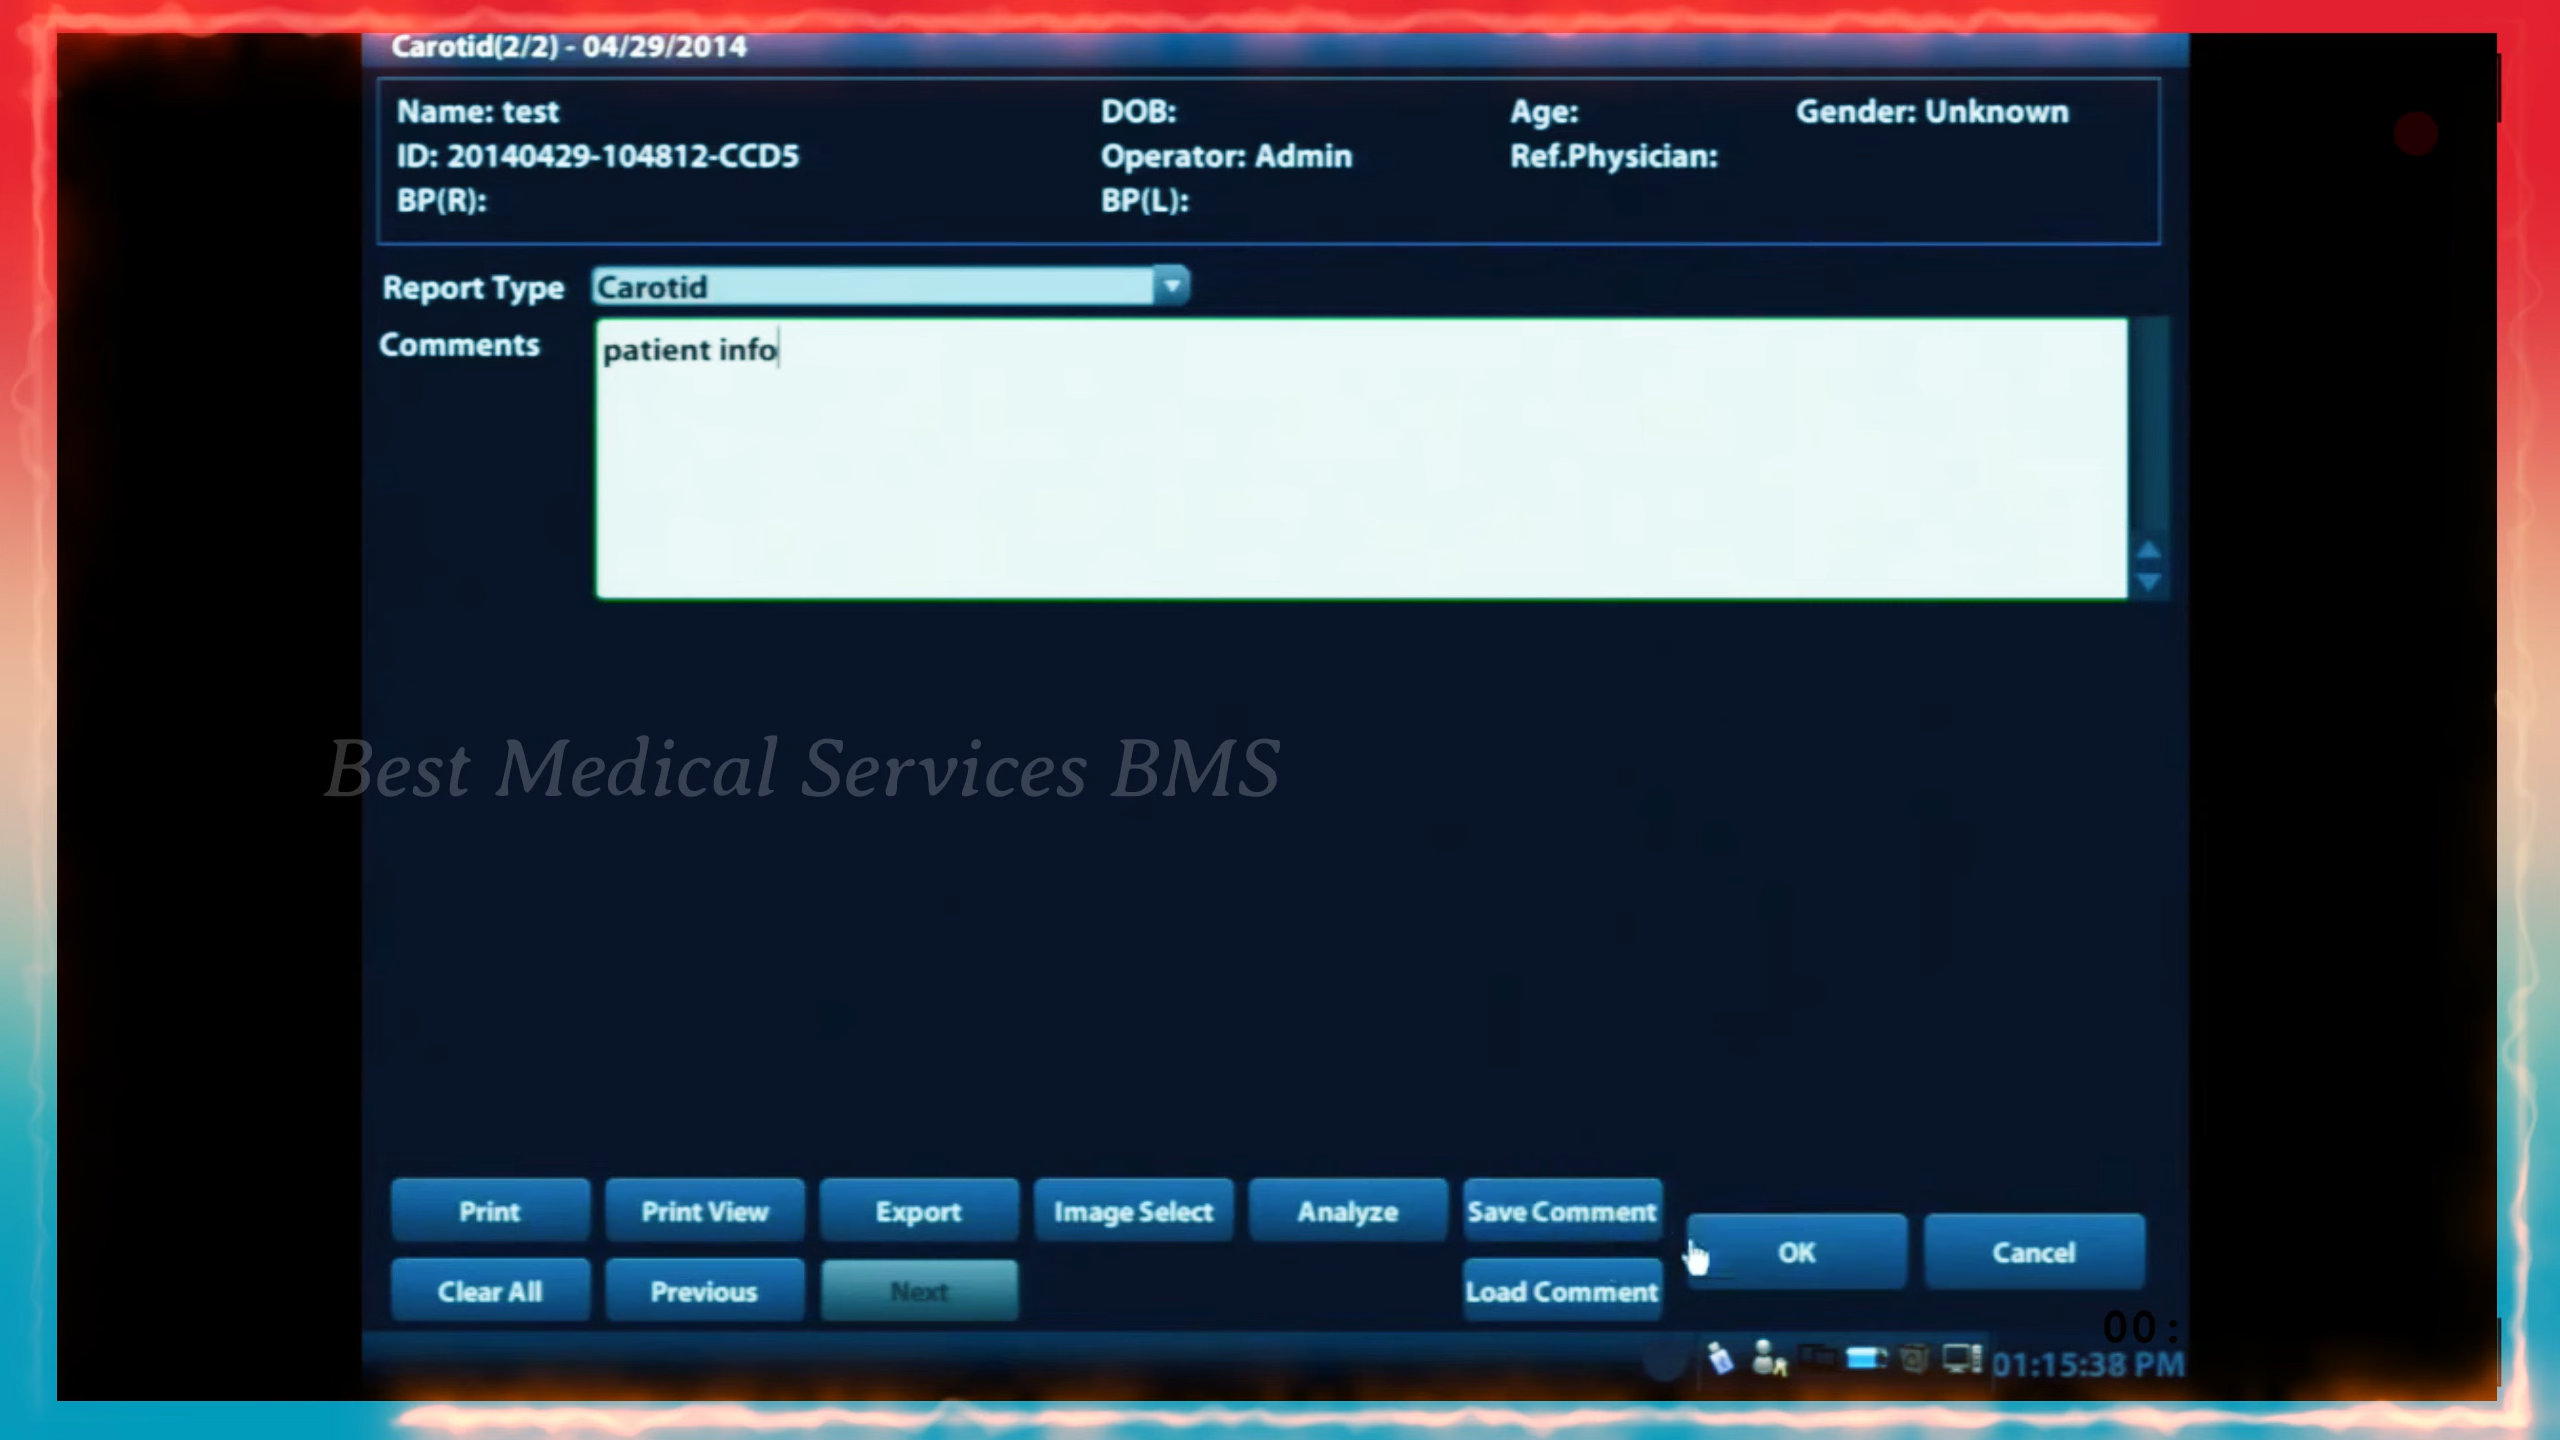 Carotid(2/2) - 04/29/2014
Name: test DOB: Age: Gender: Unknown
ID: 20140429-104812-CCD5 Operator: Admin Ref.Physician:
BP(R): BP(L):
Report Type Carotid
Comments patient info
Best Medical Services BMS
Print Print View Export Image Select Analyze Save Comment
OK Cancel
Clear All Previous Next Load Comment
00:
01:15:38 PM